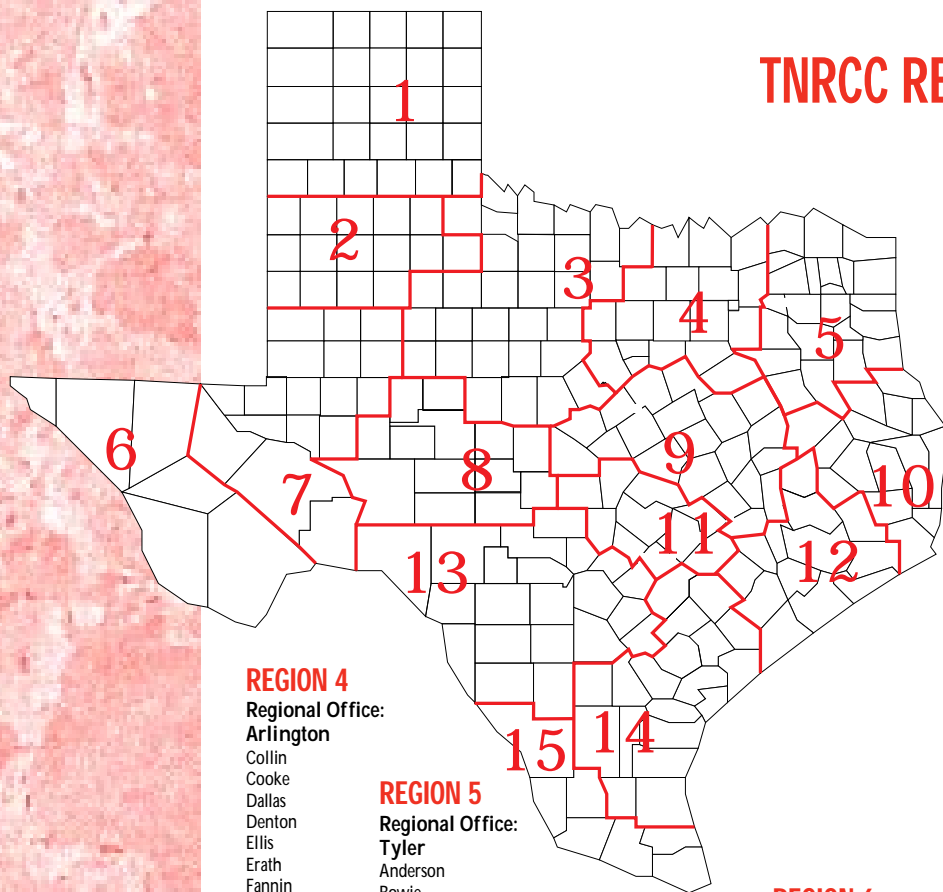 TNRCC RE
1
2
3
4
5
6
7
8
9
10
11
12
13
14
15
REGION 4
Regional Office:
Arlington
Collin
Cooke
Dallas
Denton
Ellis
Erath
Fannin
REGION 5
Regional Office:
Tyler
Anderson